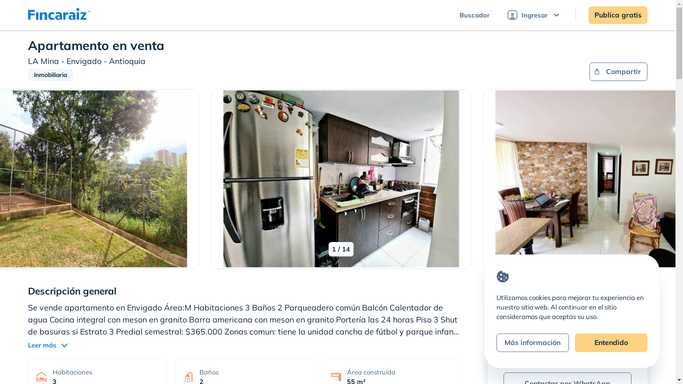 Fincaraiz
Buscador
Ingresar
Publica gratis
Apartamento en venta
LA Mina - Envigado - Antioquia
Inmobiliaria
Compartir
1 / 14
Descripción general
Se vende apartamento en Envigado Área:M Habitaciones 3 Baños 2 Parqueadero común Balcón Calentador de
agua Cocina integral con meson en granito Barra americana con meson en granito Portería las 24 horas Piso 3 Shut
de basuras si Estrato 3 Predial semestral: $365.000 Zonas comun: tiene la unidad concha de fútbol y parque infan...
Leer más
Habitaciones
3
Baños
2
Área construida
55 m²
Utilizamos cookies para mejorar tu experiencia en
nuestro sitio web. Al continuar en el sitio
consideramos que aceptas su uso.
Más información
Entendido
Contactar por WhatsApp